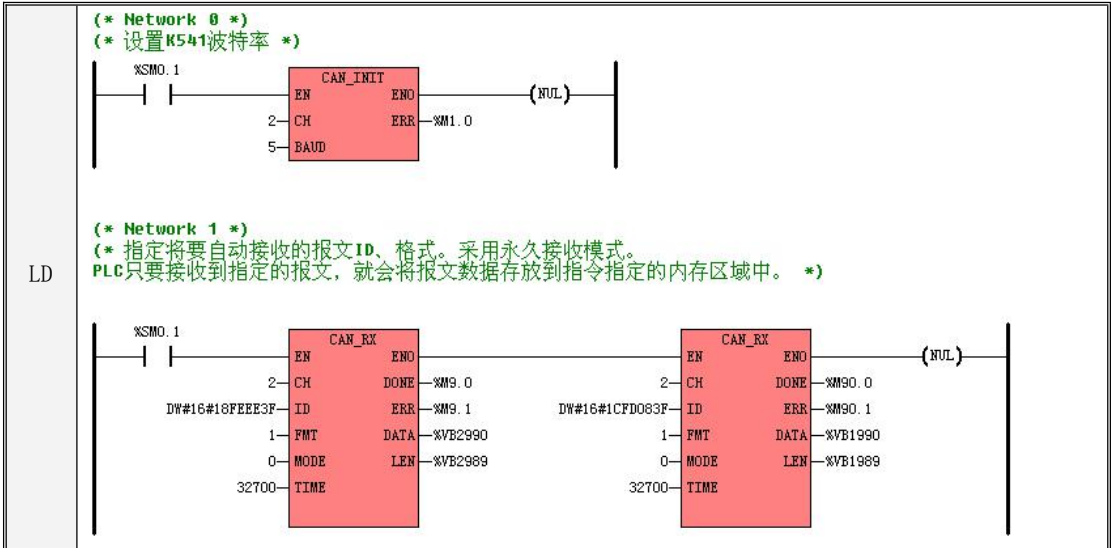 (* Network 0 *)
(* 设置K541波特率 *)
%SM0.1
CAN_INIT
EN ENO
(NUL)
2 CH ERR %M1.0
5 BAUD
(* Network 1 *)
(* 指定将要自动接收的报文ID、格式。采用永久接收模式。
LD
PLC只要接收到指定的报文，就会将报文数据存放到指令指定的内存区域中。 *)
%SM0.1
CAN_RX CAN_RX
EN ENO EN ENO (NUL)
2 CH DONE %M9.0 2 CH DONE %M90.0
DW#16#18FEEE3F ID ERR %M9.1 DW#16#1CFD083F ID ERR %M90.1
1 FMT DATA %VB2990 1 FMT DATA %VB1990
0 MODE LEN %VB2989 0 MODE LEN %VB1989
32700 TIME 32700 TIME